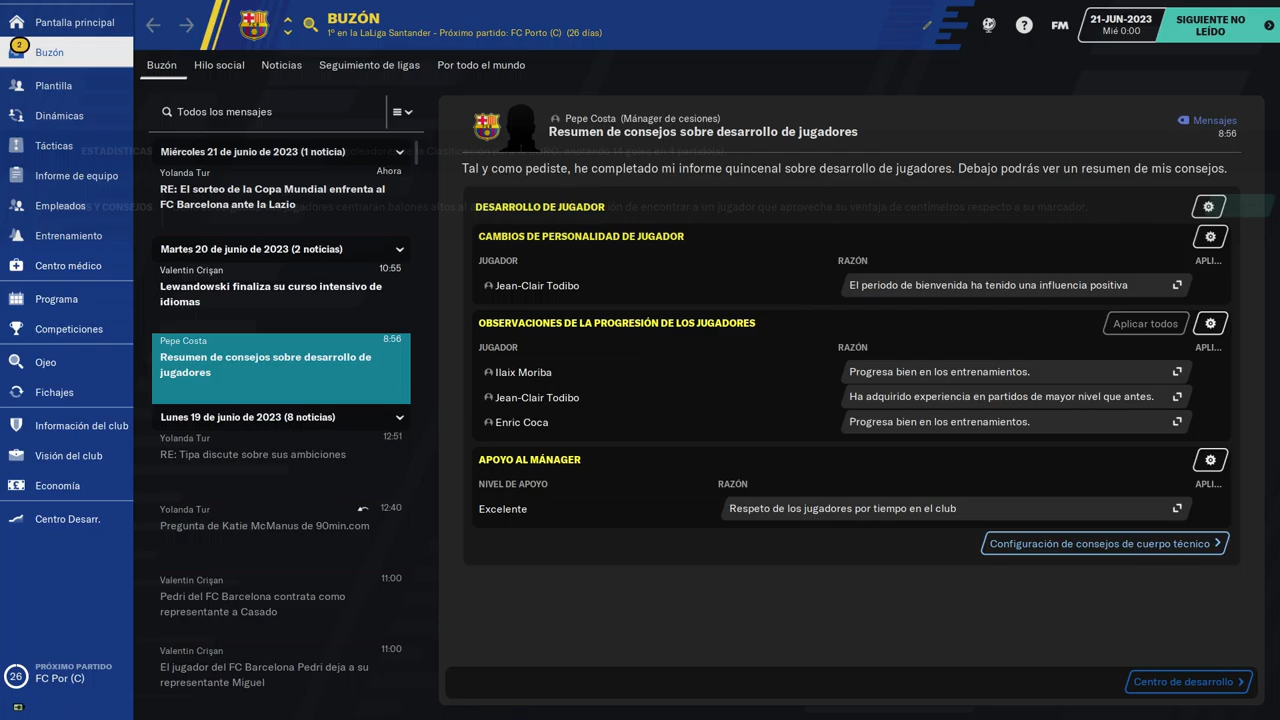 Pantalla principal
2
Buzón
Plantilla
Dinámicas
Tácticas
Informe de equipo
Empleados
Entrenamiento
Centro médico
Programa
Competiciones
Ojeo
Fichajes
Información del club
Visión del club
Economía
Centro Desarr.
26
PRÓXIMO PARTIDO
FC Por (C)
BUZÓN
1º en la LaLiga Santander - Próximo partido: FC Porto (C) (26 días)
FM
21-JUN-2023
Mié 0:00
SIGUIENTE NO
LEÍDO
Buzón
Hilo social
Noticias
Seguimiento de ligas
Por todo el mundo
Todos los mensajes
Miércoles 21 de junio de 2023 (1 noticia)
Yolanda Tur
Ahora
RE: El sorteo de la Copa Mundial enfrenta al
FC Barcelona ante la Lazio
Martes 20 de junio de 2023 (2 noticias)
Valentin Crişan
10:55
Lewandowski finaliza su curso intensivo de
idiomas
Pepe Costa
8:56
Resumen de consejos sobre desarrollo de
jugadores
Lunes 19 de junio de 2023 (8 noticias)
Yolanda Tur
12:51
RE: Tipa discute sobre sus ambiciones
Yolanda Tur
12:40
Pregunta de Katie McManus de 90min.com
Valentin Crişan
11:00
Pedri del FC Barcelona contrata como
representante a Casado
Valentin Crişan
11:00
El jugador del FC Barcelona Pedri deja a su
representante Miguel
Pepe Costa (Mánager de cesiones)
Resumen de consejos sobre desarrollo de jugadores
Mensajes
8:56
Tal y como pediste, he completado mi informe quincenal sobre desarrollo de jugadores. Debajo podrás ver un resumen de mis consejos.
DESARROLLO DE JUGADOR
CAMBIOS DE PERSONALIDAD DE JUGADOR
JUGADOR RAZÓN APLI...
Jean-Clair Todibo El periodo de bienvenida ha tenido una influencia positiva
OBSERVACIONES DE LA PROGRESIÓN DE LOS JUGADORES Aplicar todos
JUGADOR RAZÓN APLI...
Ilaix Moriba Progresa bien en los entrenamientos.
Jean-Clair Todibo Ha adquirido experiencia en partidos de mayor nivel que antes.
Enric Coca Progresa bien en los entrenamientos.
APOYO AL MÁNAGER
NIVEL DE APOYO RAZÓN APLI...
Excelente Respeto de los jugadores por tiempo en el club
Configuración de consejos de cuerpo técnico
Centro de desarrollo